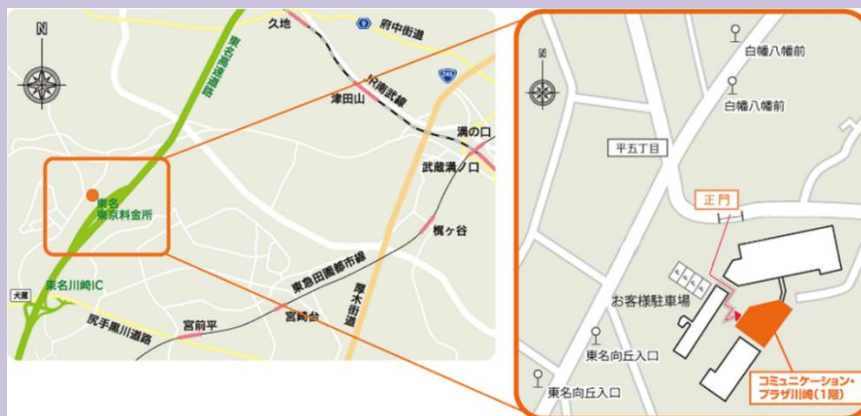 N
久地
府中街道
東名高速道路
JR南武線
246
津田山
溝の口
武蔵溝ノ口
東名
東京料金所
梶ヶ谷
東急田園都市線
東名川崎IC
犬蔵
厚木街道
尻手黒川道路
宮前平
宮崎台
N
白幡八幡前
白幡八幡前
平五丁目
正門
お客様駐車場
東名向丘入口
東名向丘入口
コミュニケーション・
プラザ川崎(1階)